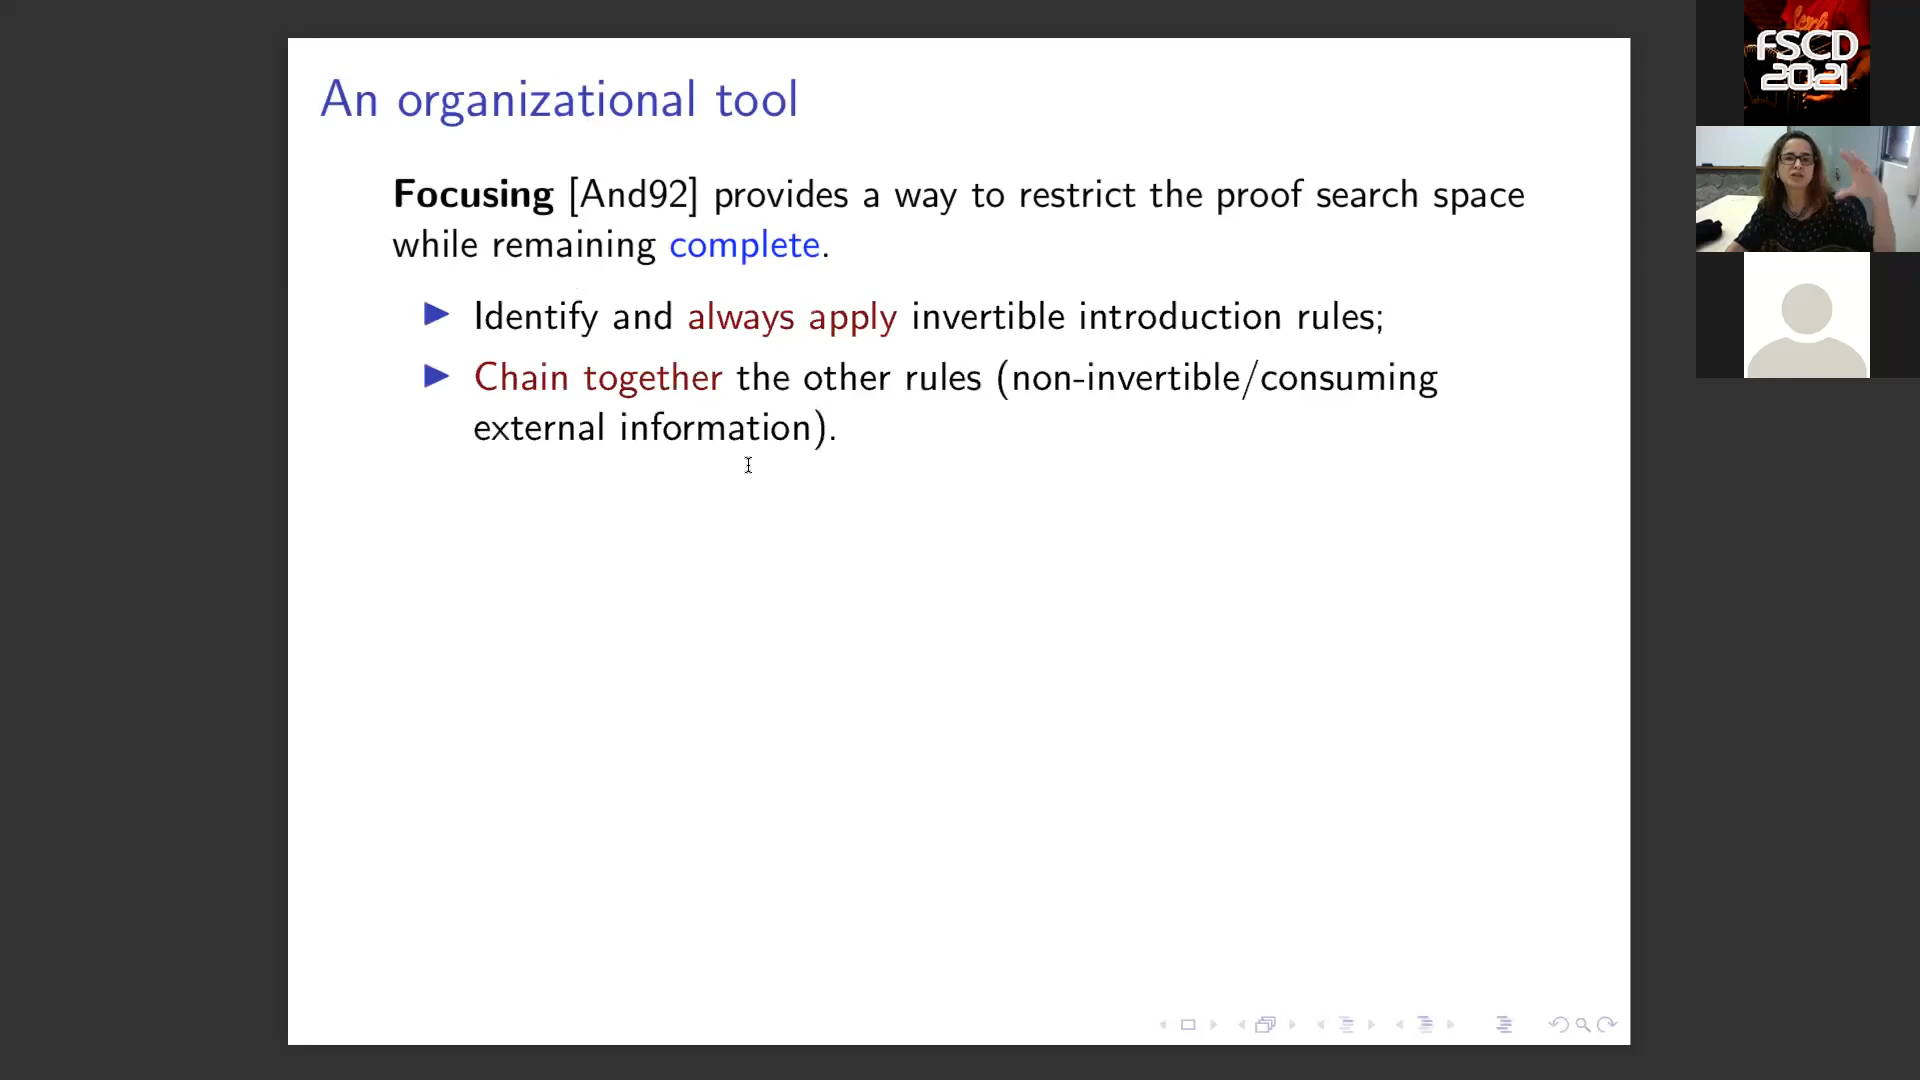 An organizational tool
Focusing [And92] provides a way to restrict the proof search space
while remaining complete.
Identify and always apply invertible introduction rules;
Chain together the other rules (non-invertible/consuming
external information).
FSCD
2021